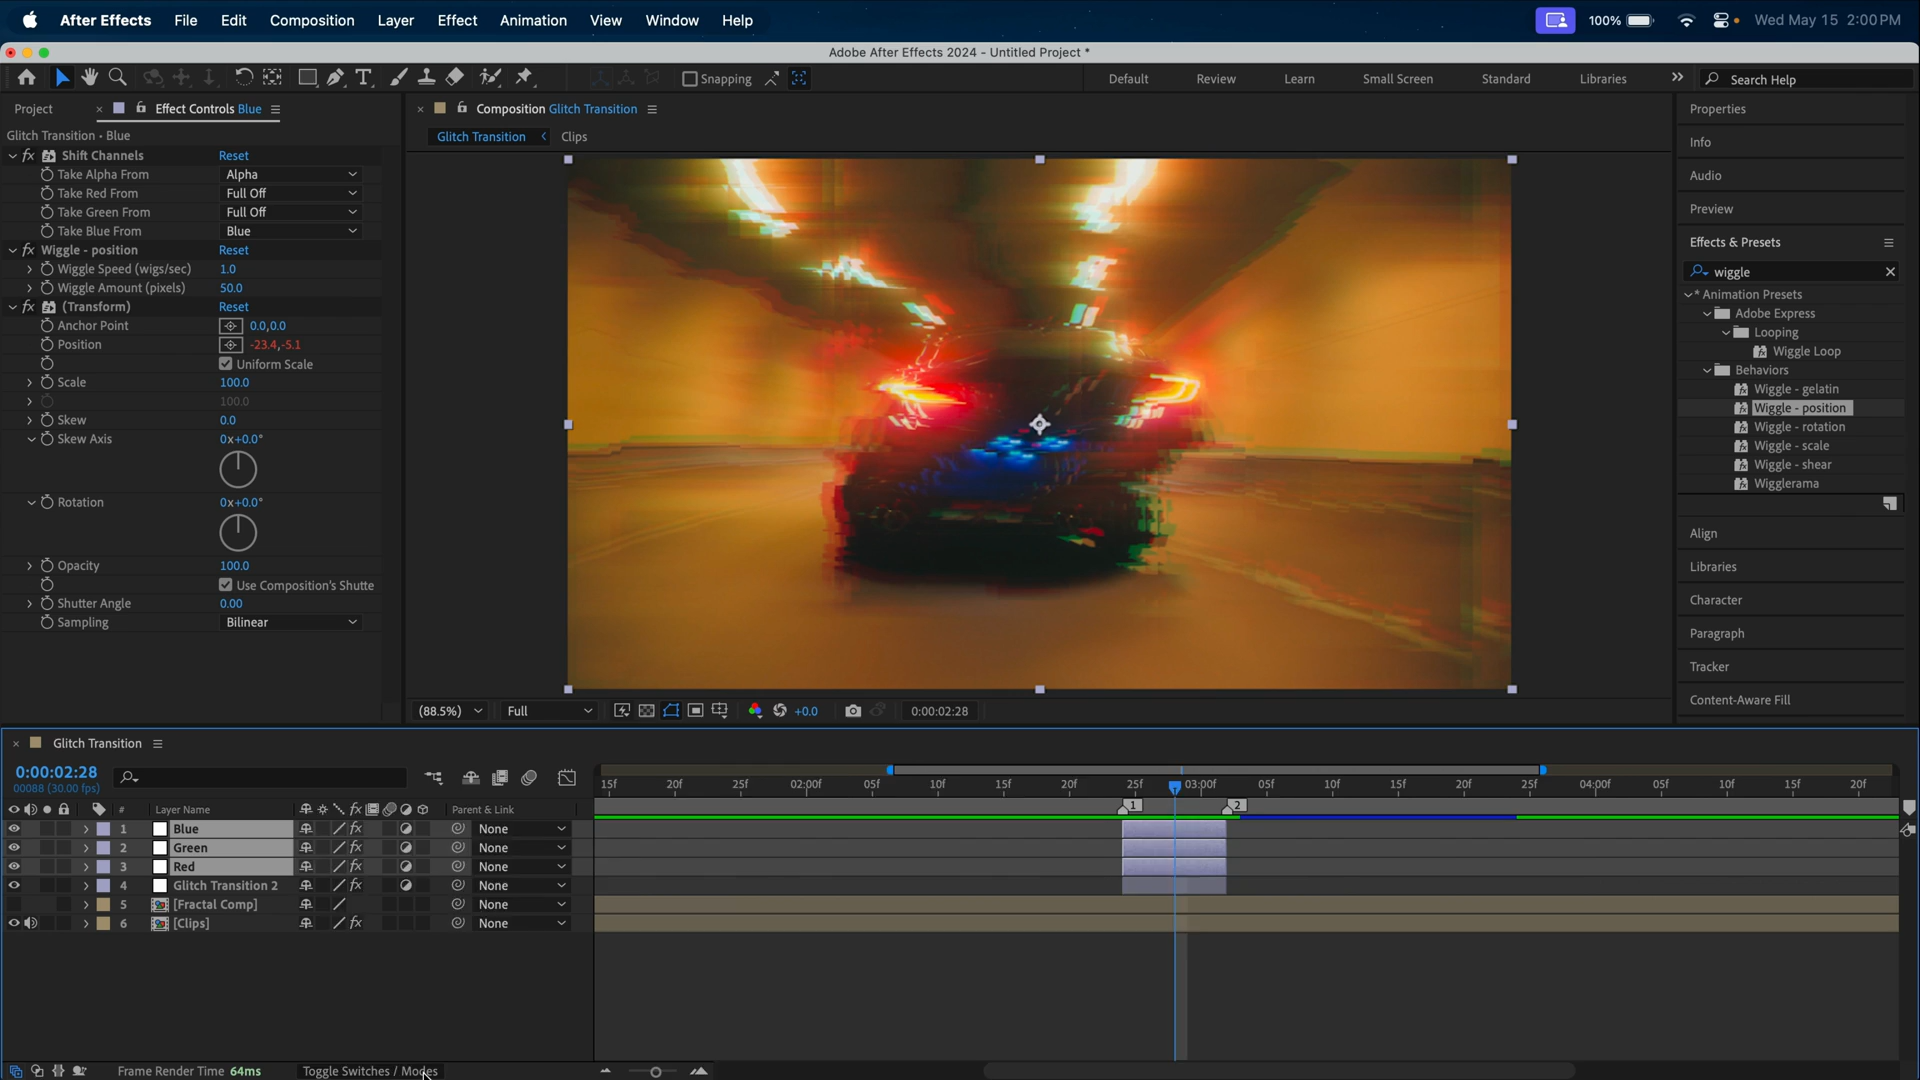 After Effects File Edit Composition Layer Effect Animation View Window Help 100% Wed May 15 2:00 PM
Adobe After Effects 2024 - Untitled Project *
Snapping Default Review Learn Small Screen Standard Libraries Search Help
Project Effect Controls Blue
Composition Glitch Transition
Glitch Transition Clips
Glitch Transition • Blue
fx Shift Channels Reset
Take Alpha From Alpha
Take Red From Full Off
Take Green From Full Off
Take Blue From Blue
fx Wiggle - position Reset
Wiggle Speed (wigs/sec) 1.0
Wiggle Amount (pixels) 50.0
fx (Transform) Reset
Anchor Point 0.0,0.0
Position -23.4,-5.1
Uniform Scale
Scale 100.0
100.0
Skew 0.0
Skew Axis 0x+0.0°
Rotation 0x+0.0°
Opacity 100.0
Use Composition's Shutte
Shutter Angle 0.00
Sampling Bilinear
(88.5%) Full +0.0 0:00:02:28
Properties
Info
Audio
Preview
Effects & Presets
wiggle
* Animation Presets
Adobe Express
Looping
Wiggle Loop
Behaviors
Wiggle - gelatin
Wiggle - position
Wiggle - rotation
Wiggle - scale
Wiggle - shear
Wigglerama
Align
Libraries
Character
Paragraph
Tracker
Content-Aware Fill
Glitch Transition
0:00:02:28
00088 (30.00 fps)
15f 20f 25f 02:00f 05f 10f 15f 20f 25f 03:00f 05f 10f 15f 20f 25f 04:00f 05f 10f 15f 20f
# Layer Name fx Parent & Link
1 2
1 Blue fx None
2 Green fx None
3 Red fx None
4 Glitch Transition 2 fx None
5 [Fractal Comp] None
6 [Clips] fx None
Frame Render Time 64ms Toggle Switches / Modes